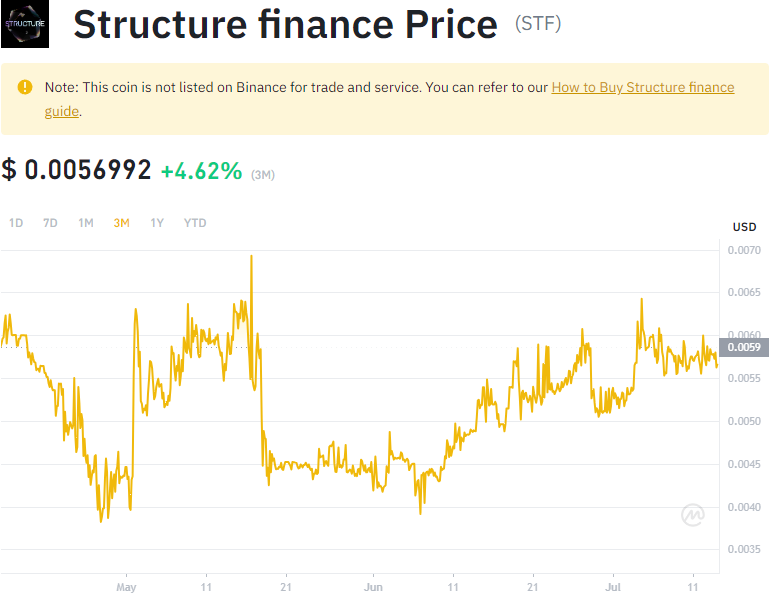 STRUCTURE
Structure finance Price (STF)
Note: This coin is not listed on Binance for trade and service. You can refer to our How to Buy Structure finance
guide.
$ 0.0056992 +4.62% (3M)
1D 7D 1M 3M 1Y YTD
USD
0.0070
0.0065
0.0060
0.0059
0.0055
0.0050
0.0045
0.0040
0.0035
May 11 21 Jun 11 21 Jul 11